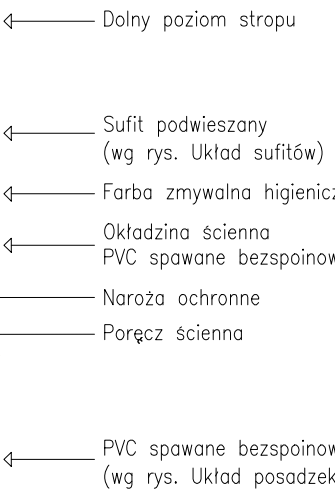 Dolny poziom stropu
Sufit podwieszany
(wg rys. Układ sufitów)
Farba zmywalna higienicz
Okładzina ścienna
PVC spawane bezspoinow
Naroża ochronne
Poręcz ścienna
PVC spawane bezspoinow
(wg rys. Układ posadzek